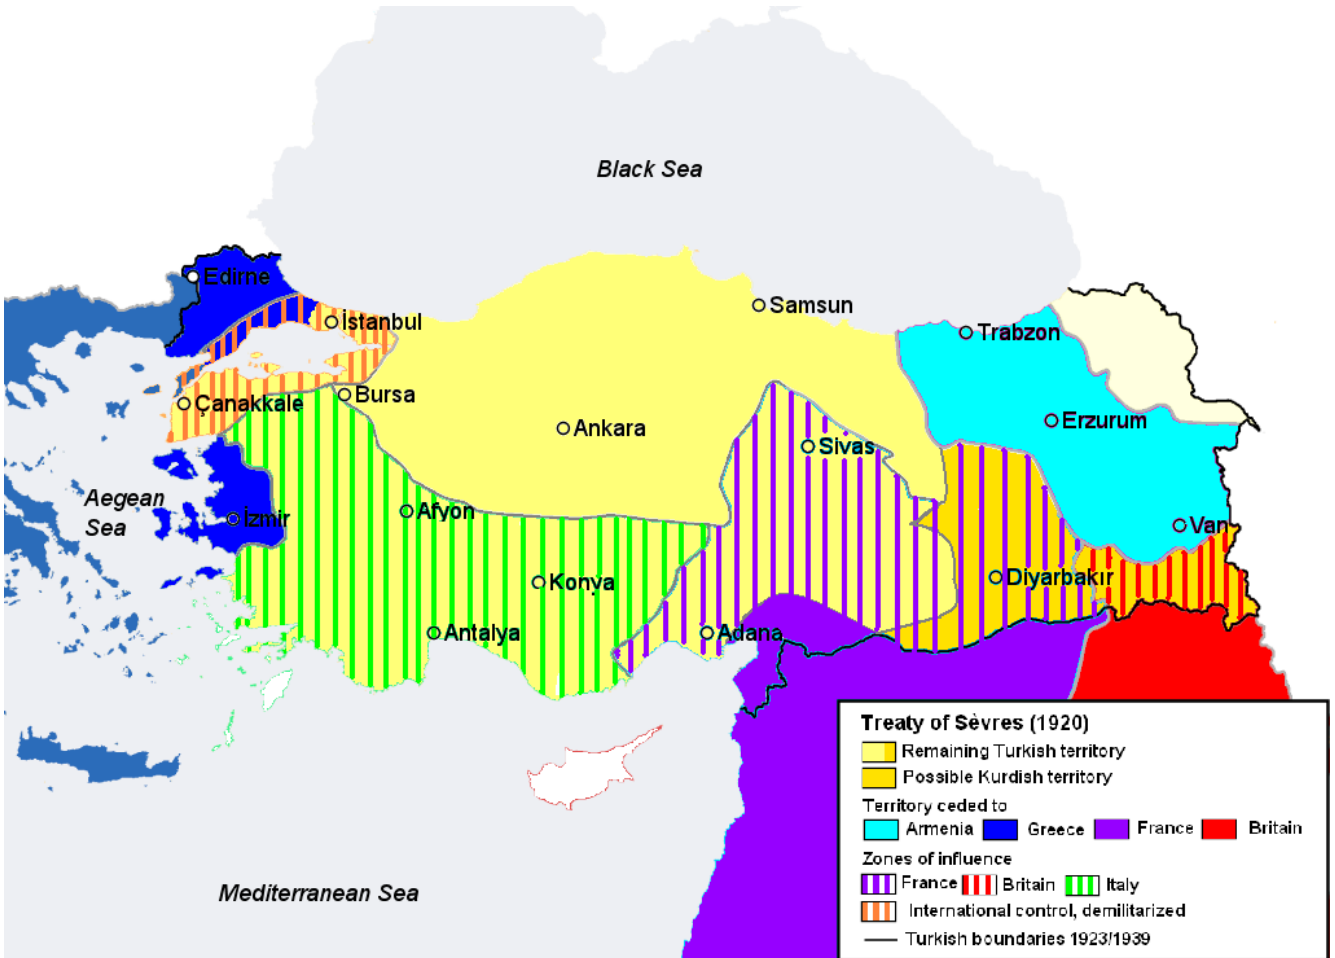 Black Sea
Edirne
İstanbul
Samsun
Trabzon
Çanakkale
Bursa
Ankara
Sivas
Erzurum
Aegean
Sea
İzmir
Afyon
Van
Konya
Diyarbakır
Antalya
Adana
Mediterranean Sea
Treaty of Sèvres (1920)
Remaining Turkish territory
Possible Kurdish territory
Territory ceded to
Armenia Greece France Britain
Zones of influence
France Britain Italy
International control, demilitarized
Turkish boundaries 1923/1939